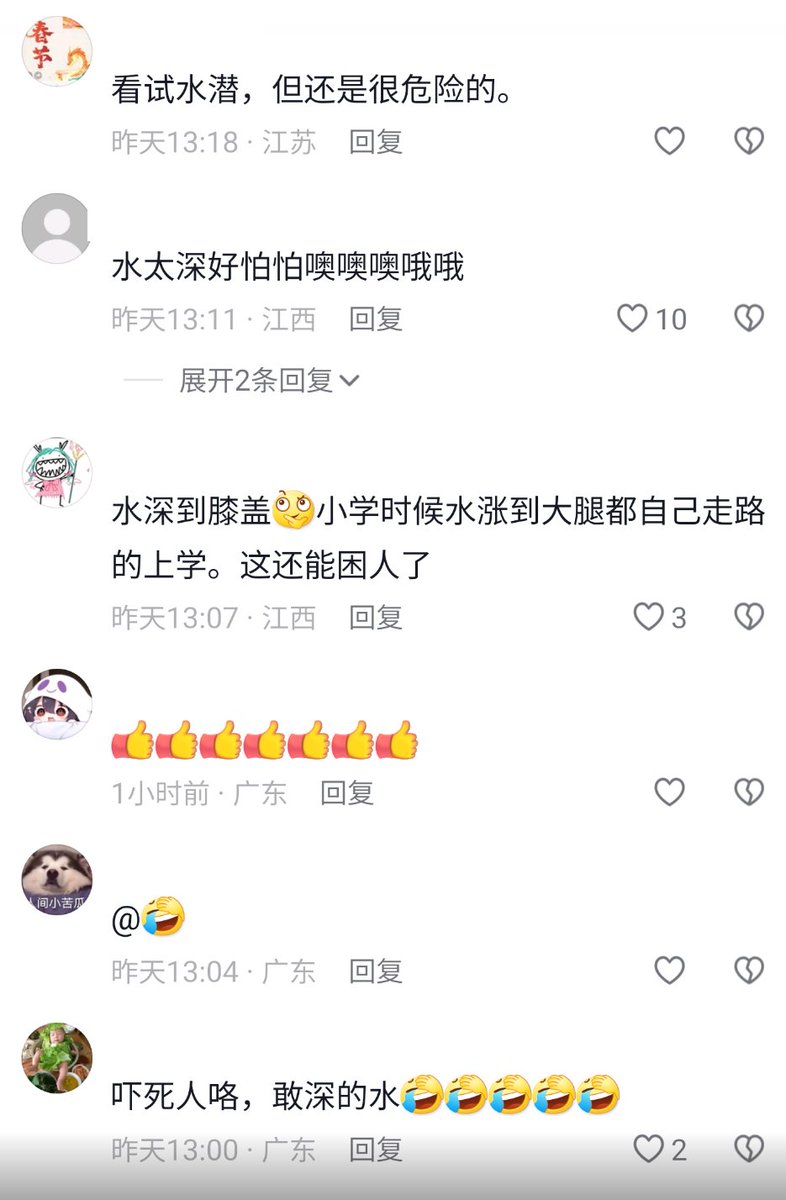 春节
看试水潜，但还是很危险的。
昨天13:18 · 江苏 回复
水太深好怕怕噢噢噢哦哦
昨天13:11 · 江西 回复 10
展开2条回复
水深到膝盖🤔小学时候水涨到大腿都自己走路
的上学。这还能困人了
昨天13:07 · 江西 回复 3
👍👍👍👍👍👍👍
1小时前 · 广东 回复
人间小苦瓜
@🤣
昨天13:04 · 广东 回复
吓死人咯，敢深的水🤣🤣🤣🤣🤣
昨天13:00 · 广东 回复 2